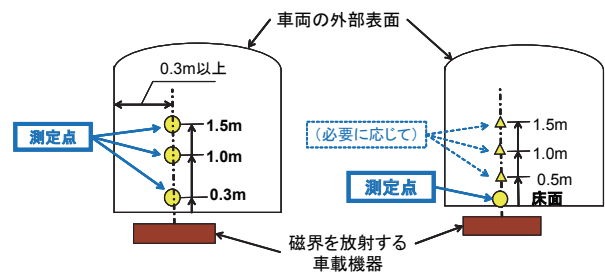 車両の外部表面
0.3m以上
測定点
1.5m
1.0m
0.3m
(必要に応じて)
1.5m
1.0m
0.5m
測定点
床面
磁界を放射する
車載機器